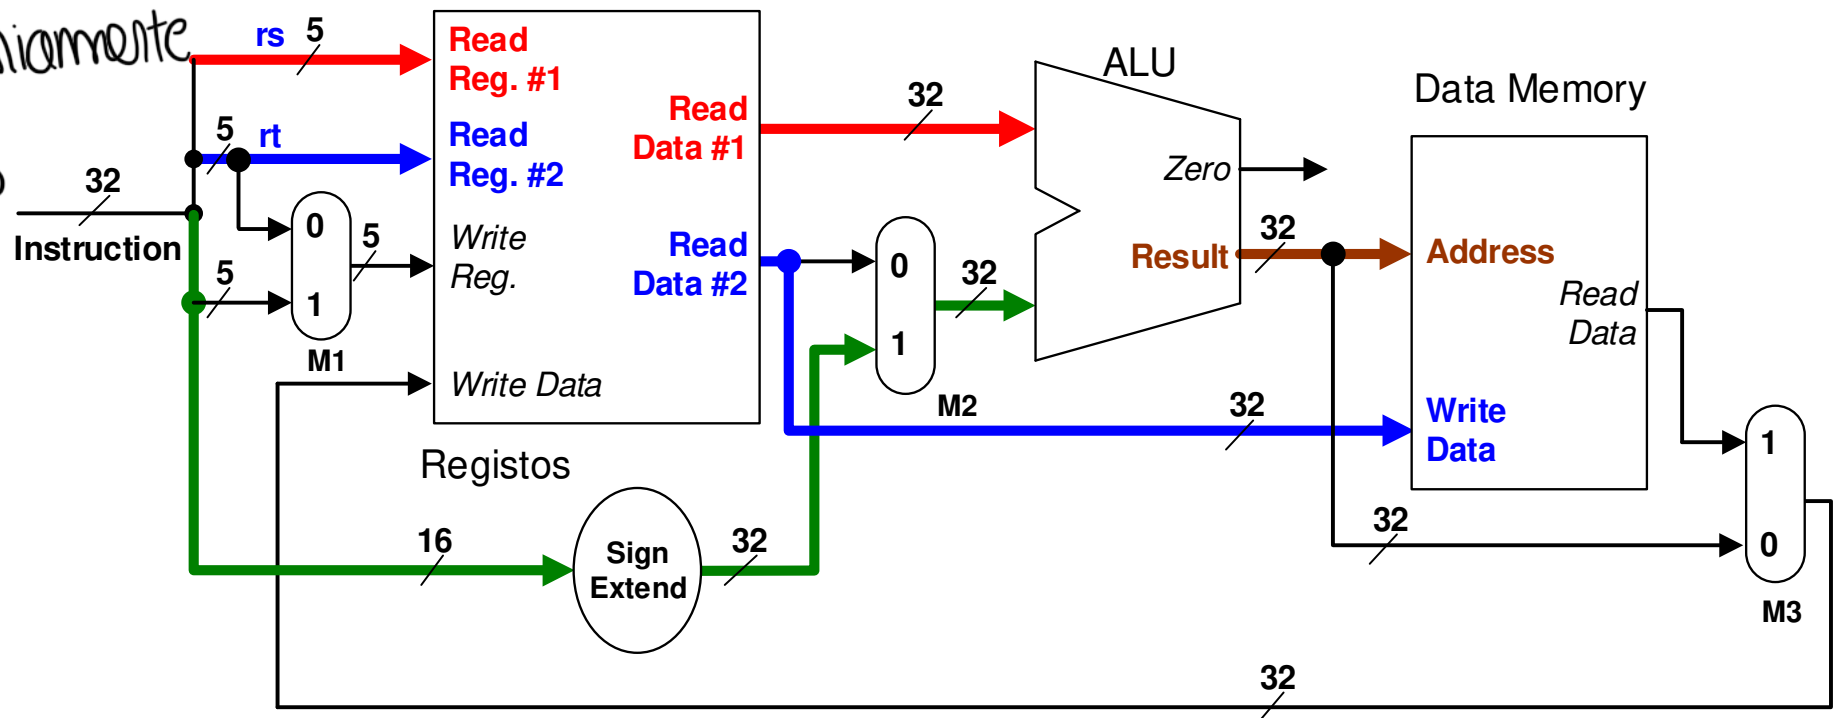 rs 5
Read
Reg. #1
5 rt
Read
Reg. #2
32
Instruction
0
1
M1
5
5
Write
Reg.
Write Data
Read
Data #1
Read
Data #2
Registos
32
ALU
Zero
Result
0
1
M2
32
32
Data Memory
Address
Read
Data
Write
Data
32
32
1
0
M3
16
Sign
Extend
32
32